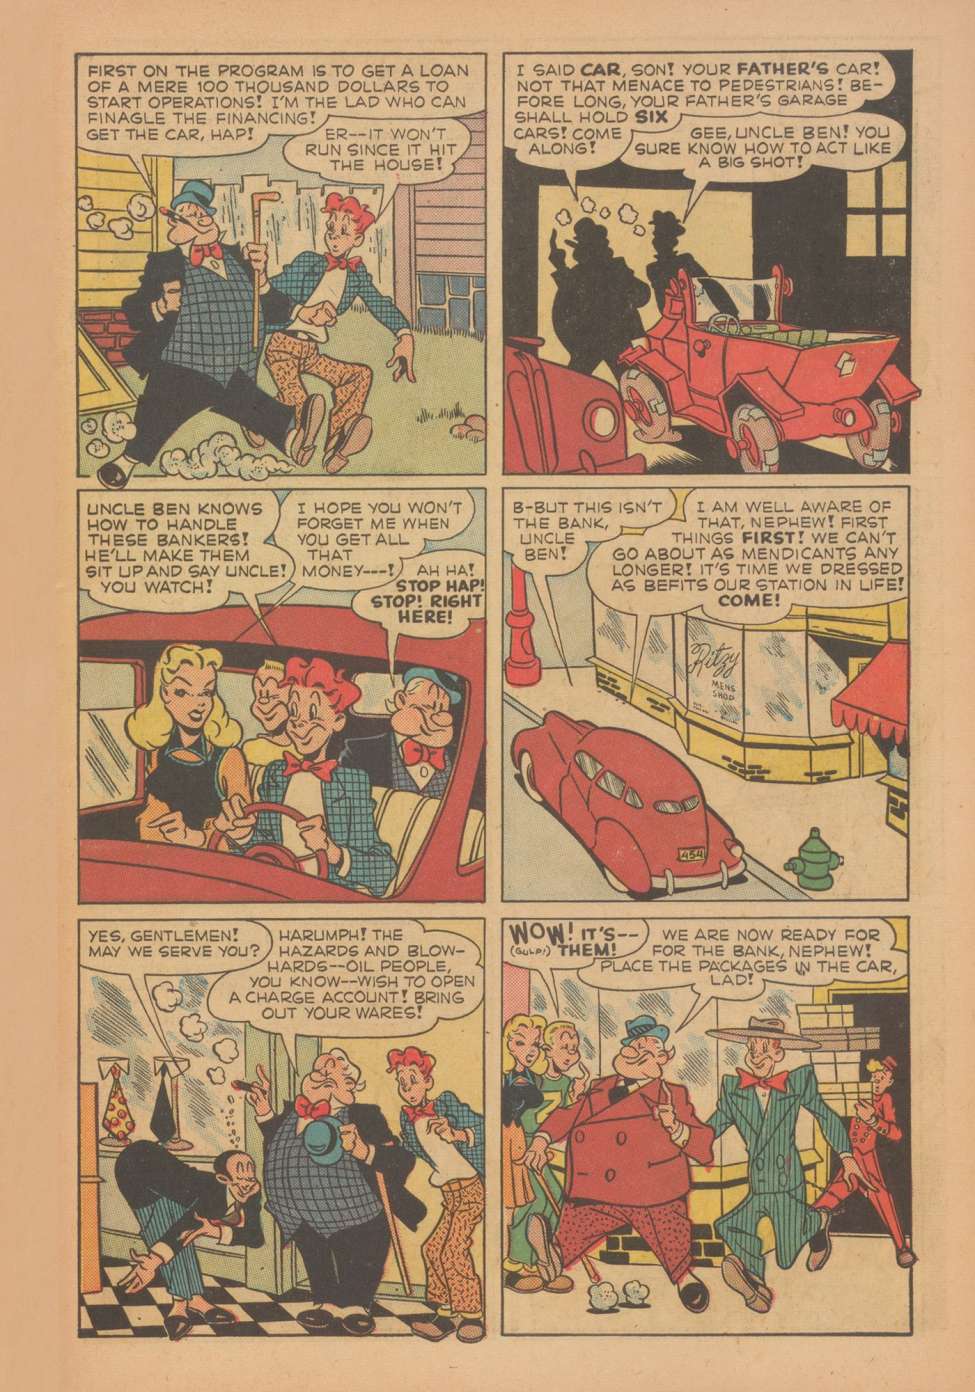 FIRST ON THE PROGRAM IS TO GET A LOAN
OF A MERE 100 THOUSAND DOLLARS TO
START OPERATIONS! I'M THE LAD WHO CAN
FINAGLE THE FINANCING!
GET THE CAR, HAP!
ER--IT WON'T
RUN SINCE IT HIT
THE HOUSE!
I SAID CAR, SON! YOUR FATHER'S CAR!
NOT THAT MENACE TO PEDESTRIANS! BE-
FORE LONG, YOUR FATHER'S GARAGE
SHALL HOLD SIX
CARS! COME
ALONG!
GEE, UNCLE BEN! YOU
SURE KNOW HOW TO ACT LIKE
A BIG SHOT!
UNCLE BEN KNOWS
HOW TO HANDLE
THESE BANKERS!
HE'LL MAKE THEM
SIT UP AND SAY UNCLE!
YOU WATCH!
I HOPE YOU WON'T
FORGET ME WHEN
YOU GET ALL
THAT
MONEY---!
AH HA!
STOP HAP!
STOP! RIGHT
HERE!
B-BUT THIS ISN'T
THE BANK,
UNCLE
BEN!
I AM WELL AWARE OF
THAT, NEPHEW! FIRST
THINGS FIRST! WE CAN'T
GO ABOUT AS MENDICANTS ANY
LONGER! IT'S TIME WE DRESSED
AS BEFITS OUR STATION IN LIFE!
COME!
Ritzy
MENS
SHOP
454
YES, GENTLEMEN!
MAY WE SERVE YOU?
HARUMPH! THE
HAZARDS AND BLOW-
HARDS--OIL PEOPLE,
YOU KNOW--WISH TO OPEN
A CHARGE ACCOUNT! BRING
OUT YOUR WARES!
WOW! IT'S--
(GULP!) THEM!
WE ARE NOW READY FOR
FOR THE BANK, NEPHEW!
PLACE THE PACKAGES IN THE CAR,
LAD!